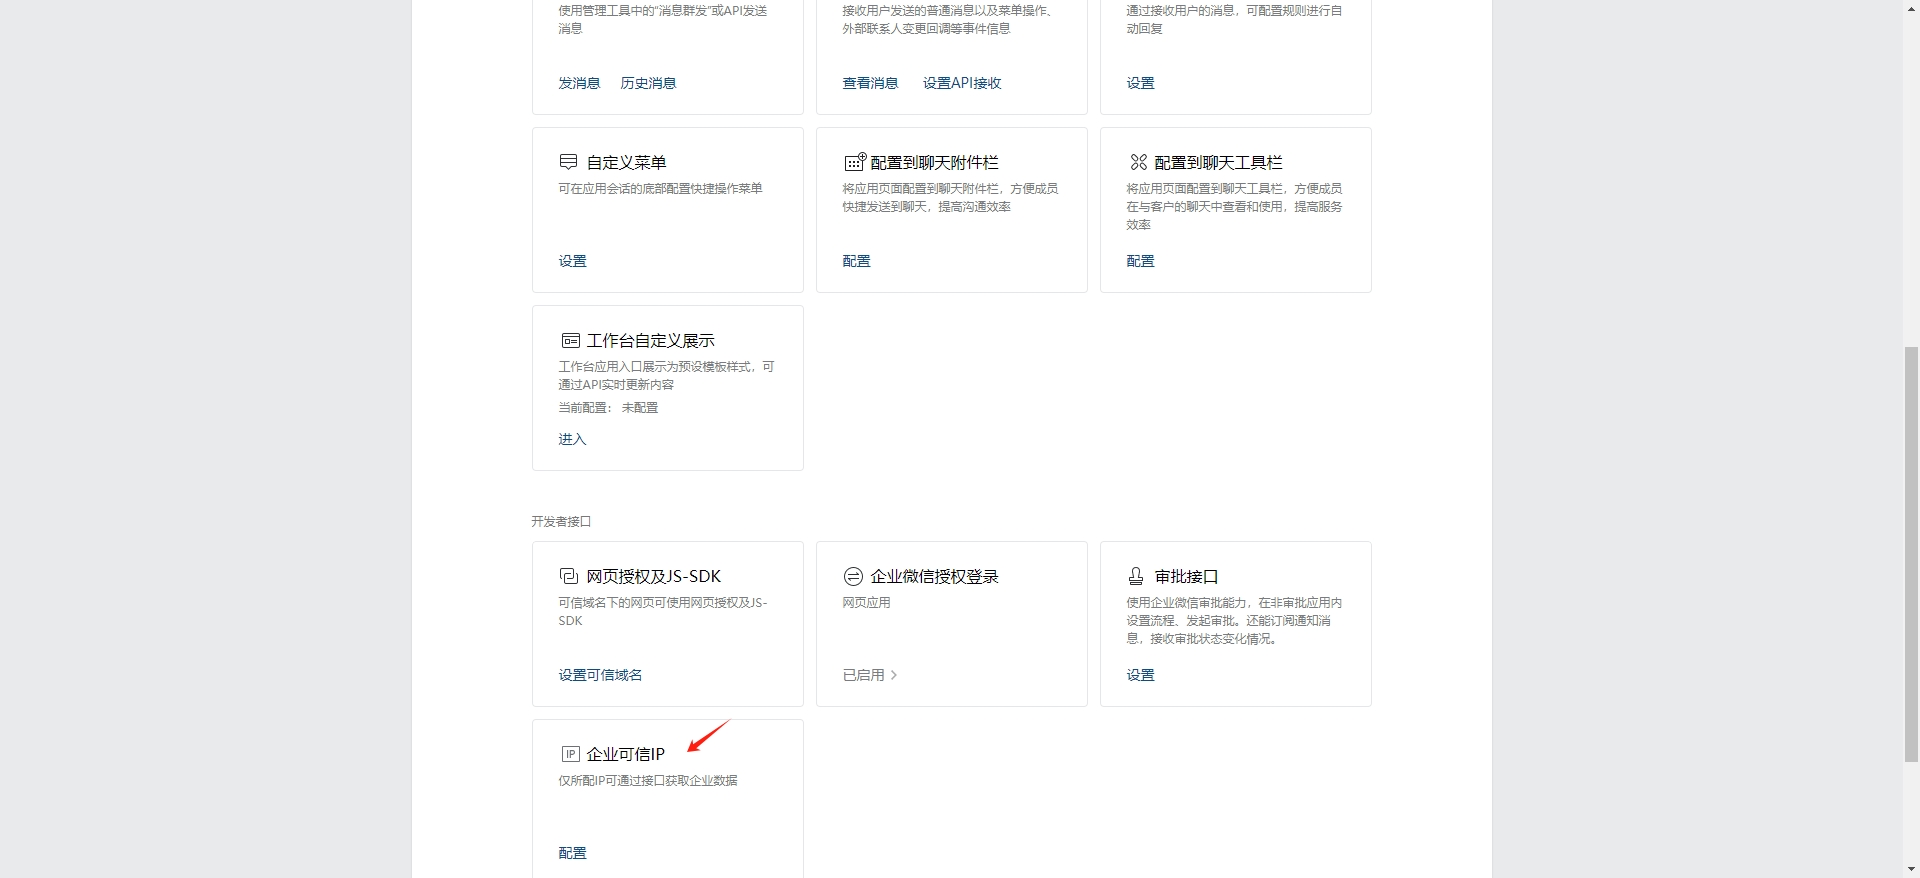 使用管理工具中的“消息群发”或API发送
消息
发消息 历史消息
接收用户发送的普通消息以及菜单操作、
外部联系人变更回调等事件信息
查看消息 设置API接收
通过接收用户的消息，可配置规则进行自
动回复
设置
自定义菜单
可在应用会话的底部配置快捷操作菜单
设置
配置到聊天附件栏
将应用页面配置到聊天附件栏，方便成员
快捷发送到聊天，提高沟通效率
配置
配置到聊天工具栏
将应用页面配置到聊天工具栏，方便成员
在与客户的聊天中查看和使用，提高服务
效率
配置
工作台自定义展示
工作台应用入口展示为预设模板样式，可
通过API实时更新内容
当前配置： 未配置
进入
开发者接口
网页授权及JS-SDK
可信域名下的网页可使用网页授权及JS-
SDK
设置可信域名
企业微信授权登录
网页应用
已启用
审批接口
使用企业微信审批能力，在非审批应用内
设置流程、发起审批。还能订阅通知消
息，接收审批状态变化情况。
设置
IP 企业可信IP
仅所配IP可通过接口获取企业数据
配置